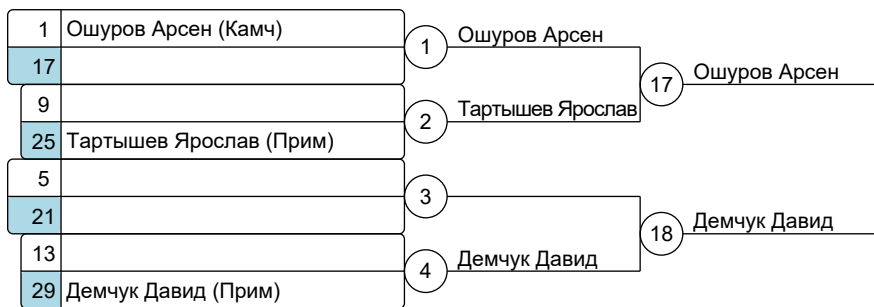 1 Ошуров Арсен (Камч)
17
1 Ошуров Арсен
9
25 Тартышев Ярослав (Прим)
2 Тартышев Ярослав
17 Ошуров Арсен
5
21
3
13
29 Демчук Давид (Прим)
4 Демчук Давид
18 Демчук Давид